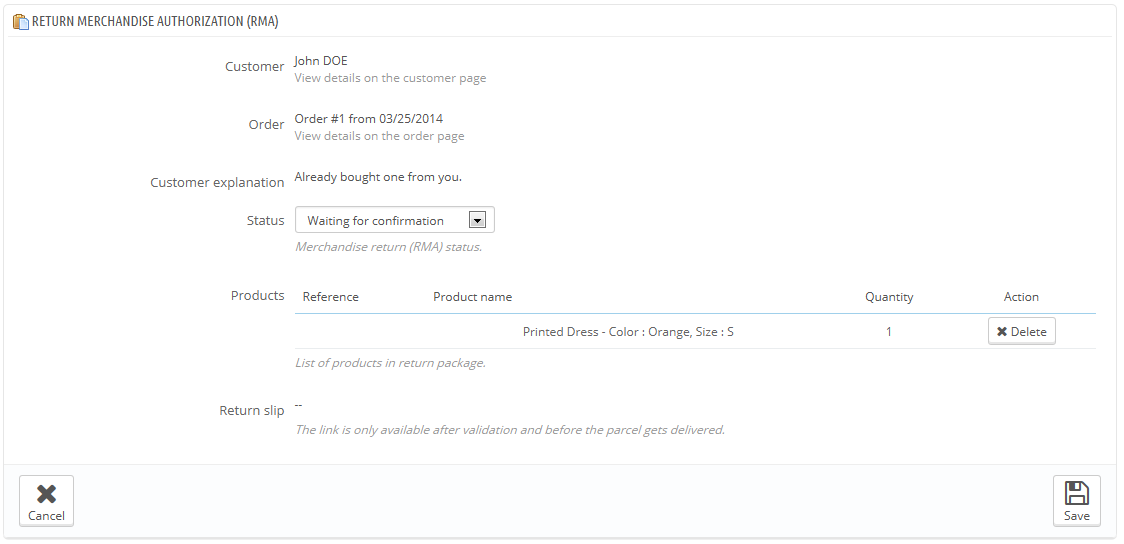 RETURN MERCHANDISE AUTHORIZATION (RMA)
Customer John DOE
View details on the customer page
Order Order #1 from 03/25/2014
View details on the order page
Customer explanation Already bought one from you.
Status Waiting for confirmation
Merchandise return (RMA) status.
Products Reference Product name Quantity Action
Printed Dress - Color : Orange, Size : S 1 Delete
List of products in return package.
Return slip --
The link is only available after validation and before the parcel gets delivered.
Cancel Save